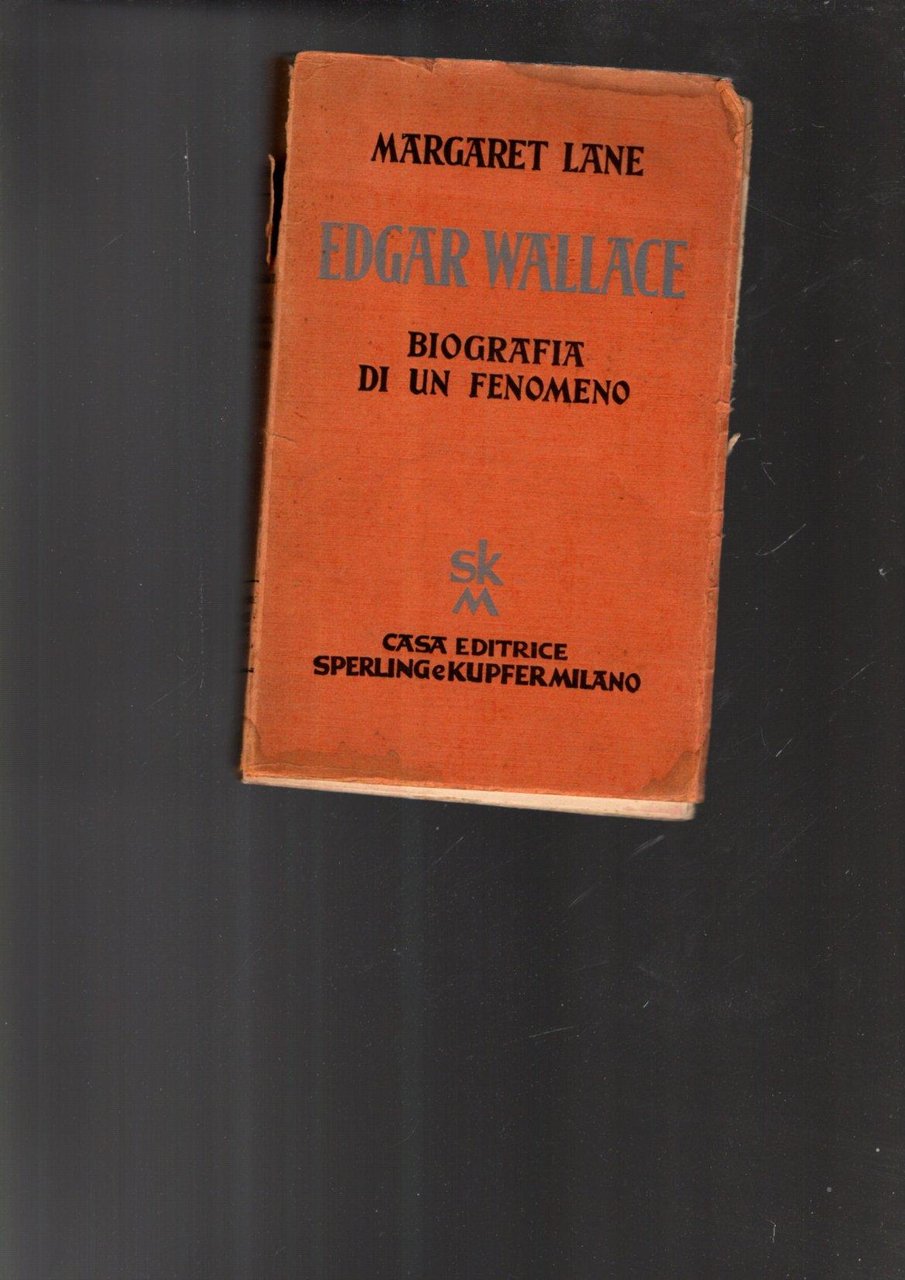 MARGARET LANE
EDGAR WALLACE
BIOGRAFIA
DI UN FENOMENO
sk
M
CASA EDITRICE
SPERLING e KUPFER MILANO